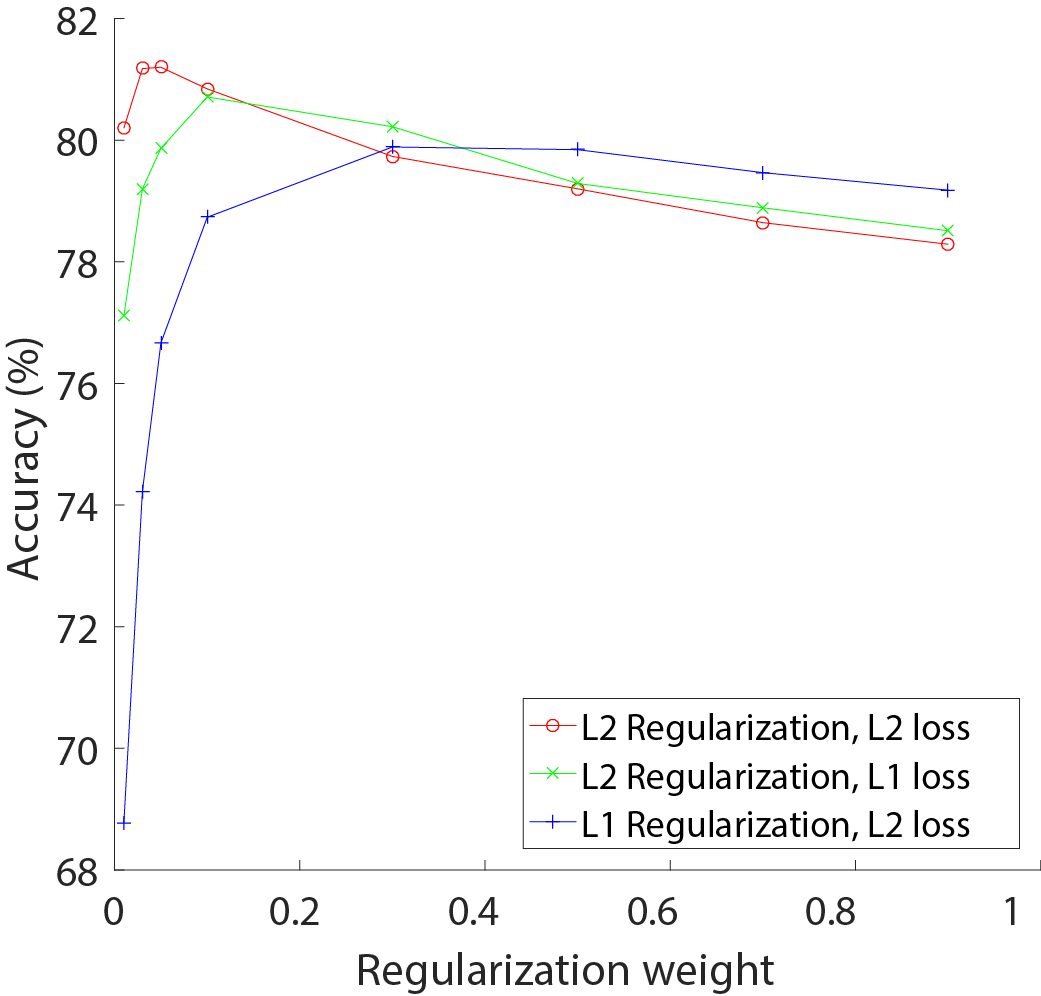 82
80
78
76
74
72
70
68
Accuracy (%)
L2 Regularization, L2 loss
L2 Regularization, L1 loss
L1 Regularization, L2 loss
0 0.2 0.4 0.6 0.8 1
Regularization weight